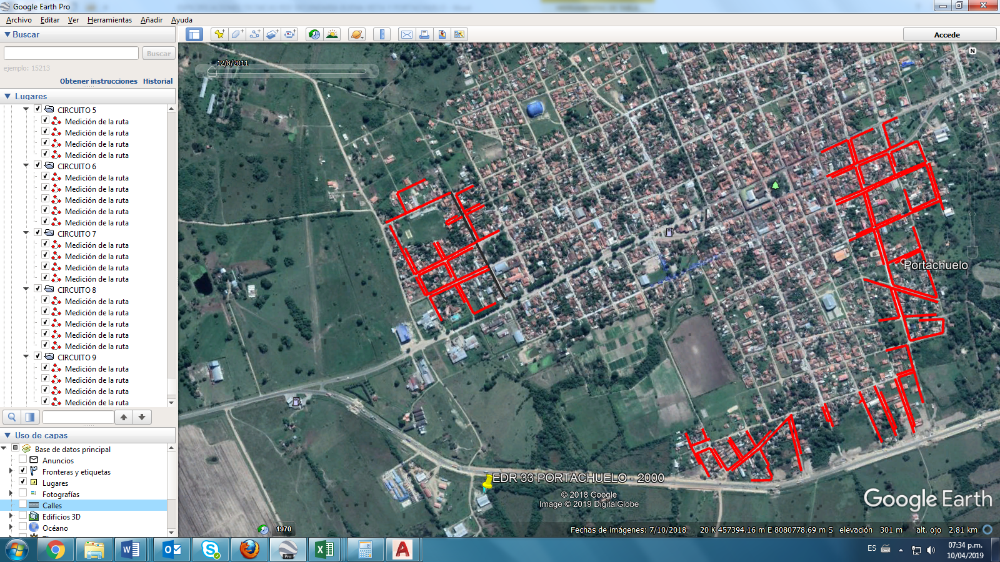 Google Earth Pro
Archivo Editar Ver Herramientas Añadir Ayuda
Buscar
Buscar
ejemplo: 15213
Obtener instrucciones Historial
Lugares
CIRCUITO 5
Medición de la ruta
Medición de la ruta
Medición de la ruta
Medición de la ruta
CIRCUITO 6
Medición de la ruta
Medición de la ruta
Medición de la ruta
Medición de la ruta
Medición de la ruta
CIRCUITO 7
Medición de la ruta
Medición de la ruta
Medición de la ruta
Medición de la ruta
CIRCUITO 8
Medición de la ruta
Medición de la ruta
Medición de la ruta
Medición de la ruta
Medición de la ruta
CIRCUITO 9
Medición de la ruta
Medición de la ruta
Medición de la ruta
Medición de la ruta
Uso de capas
Base de datos principal
Anuncios
Fronteras y etiquetas
Lugares
Fotografías
Calles
Edificios 3D
Océano
Accede
12/8/2011
N
Portachuelo
EDR 33 PORTACHUELO - 2000
© 2018 Google
Image © 2019 DigitalGlobe
Google Earth
1970
Fechas de imágenes: 7/10/2018 20 K 457394.16 m E 8080778.69 m S elevación 301 m alt. ojo 2.81 km
Pro
ES
07:34 p.m.
10/04/2019